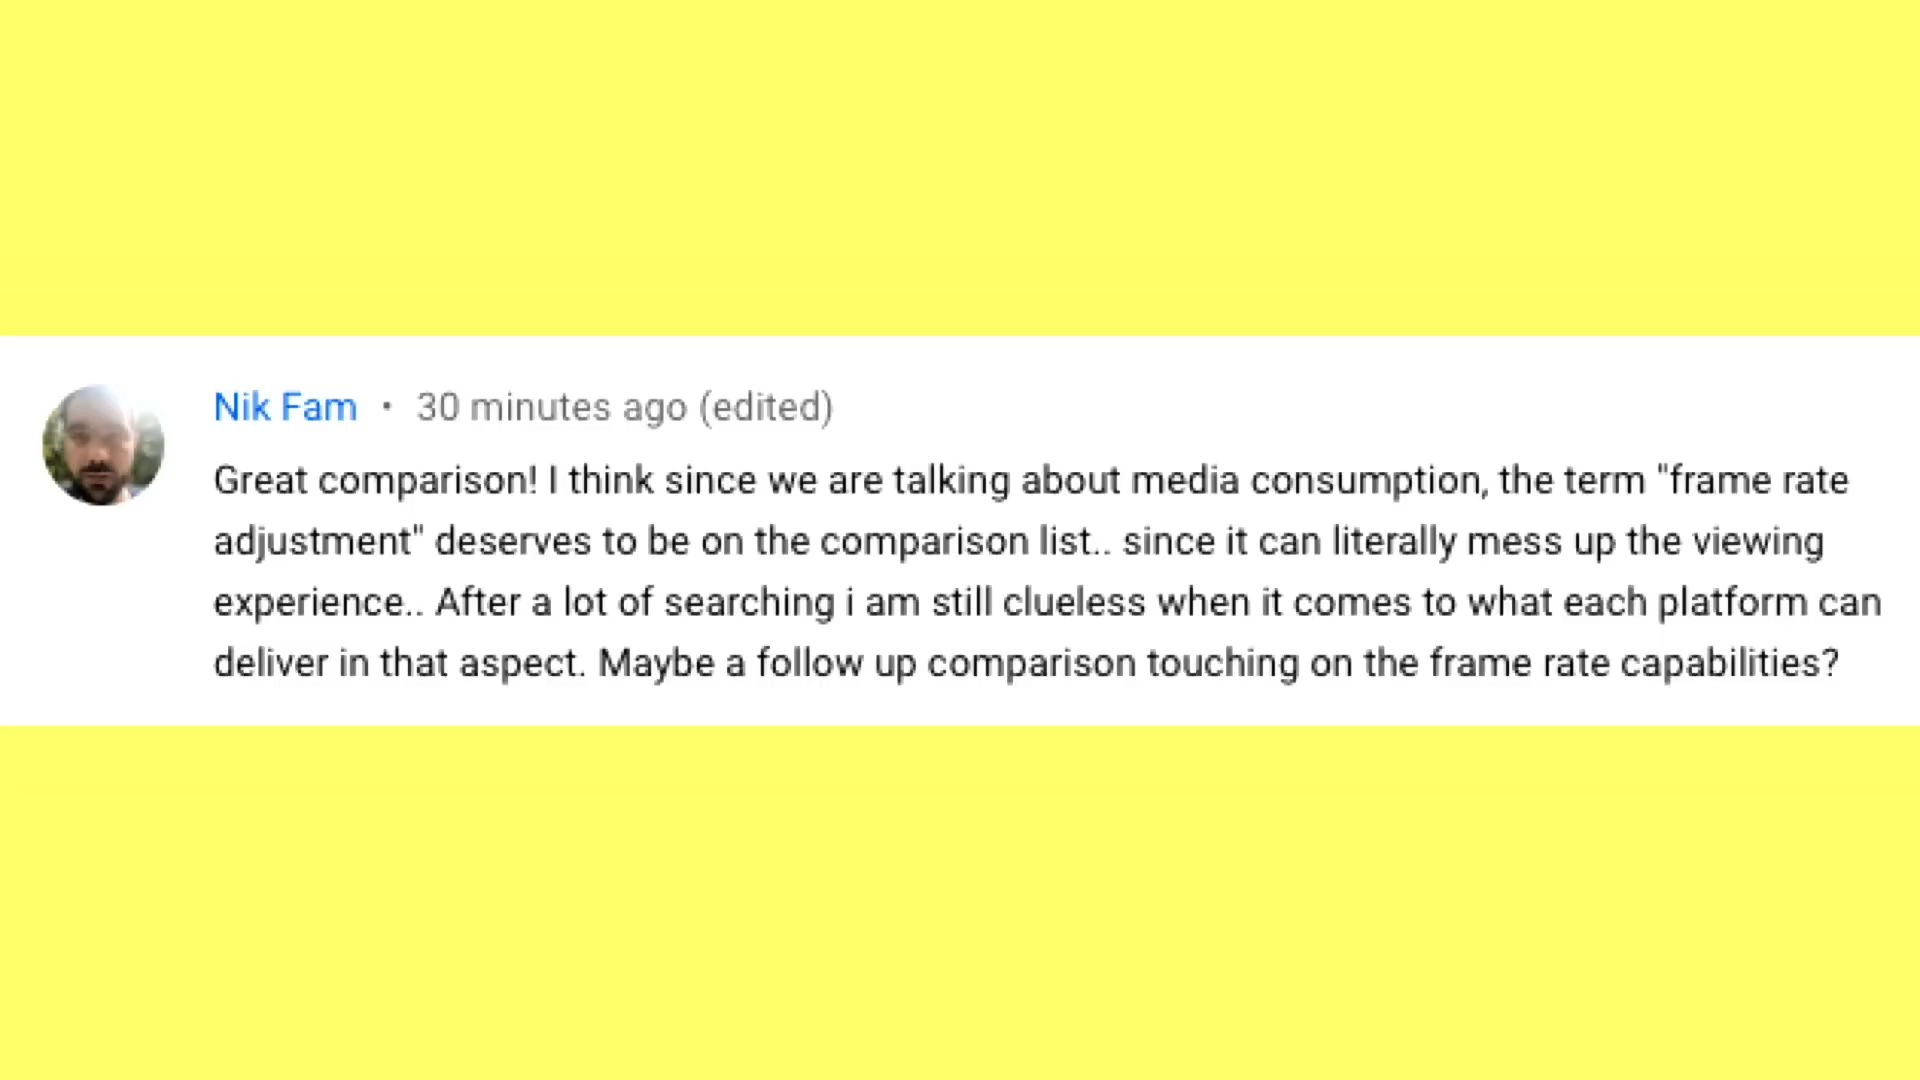 Nik Fam • 30 minutes ago (edited)
Great comparison! I think since we are talking about media consumption, the term "frame rate
adjustment" deserves to be on the comparison list.. since it can literally mess up the viewing
experience.. After a lot of searching i am still clueless when it comes to what each platform can
deliver in that aspect. Maybe a follow up comparison touching on the frame rate capabilities?